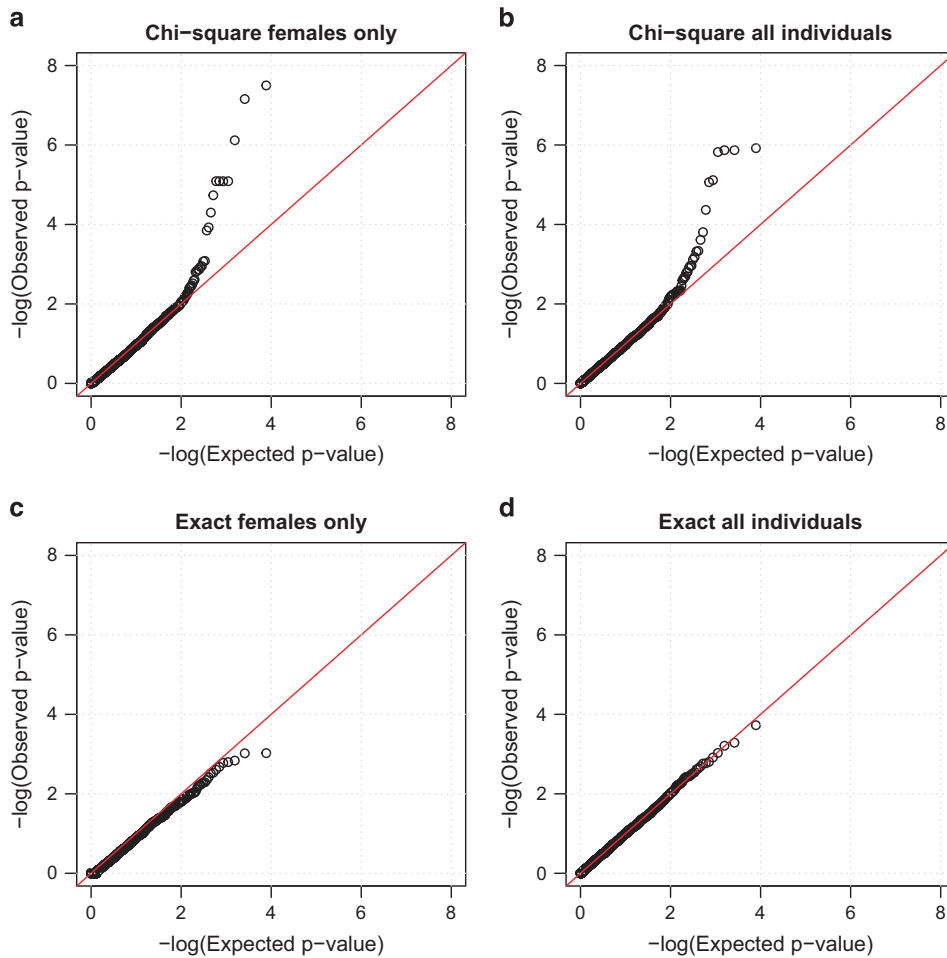 a
Chi−square females only
8
6
4
2
0
−log(Observed p−value)
0 2 4 6 8
−log(Expected p−value)
b
Chi−square all individuals
8
6
4
2
0
−log(Observed p−value)
0 2 4 6 8
−log(Expected p−value)
c
Exact females only
8
6
4
2
0
−log(Observed p−value)
0 2 4 6 8
−log(Expected p−value)
d
Exact all individuals
8
6
4
2
0
−log(Observed p−value)
0 2 4 6 8
−log(Expected p−value)